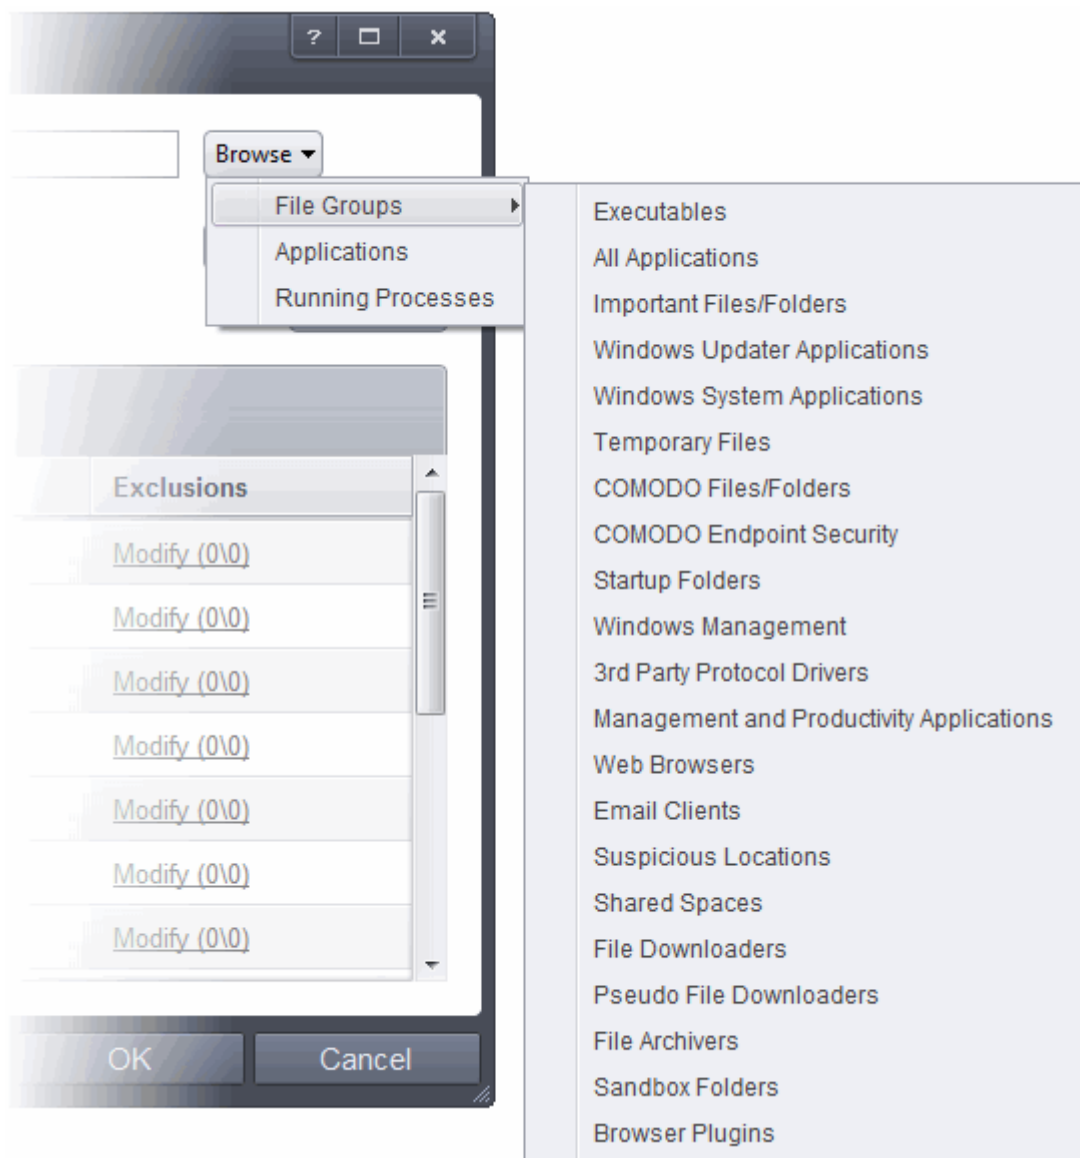 ?
Browse
File Groups
Applications
Running Processes
Executables
All Applications
Important Files/Folders
Windows Updater Applications
Windows System Applications
Temporary Files
COMODO Files/Folders
COMODO Endpoint Security
Startup Folders
Windows Management
3rd Party Protocol Drivers
Management and Productivity Applications
Web Browsers
Email Clients
Suspicious Locations
Shared Spaces
File Downloaders
Pseudo File Downloaders
File Archivers
Sandbox Folders
Browser Plugins
Exclusions
Modify (0\0)
Modify (0\0)
Modify (0\0)
Modify (0\0)
Modify (0\0)
Modify (0\0)
Modify (0\0)
OK
Cancel